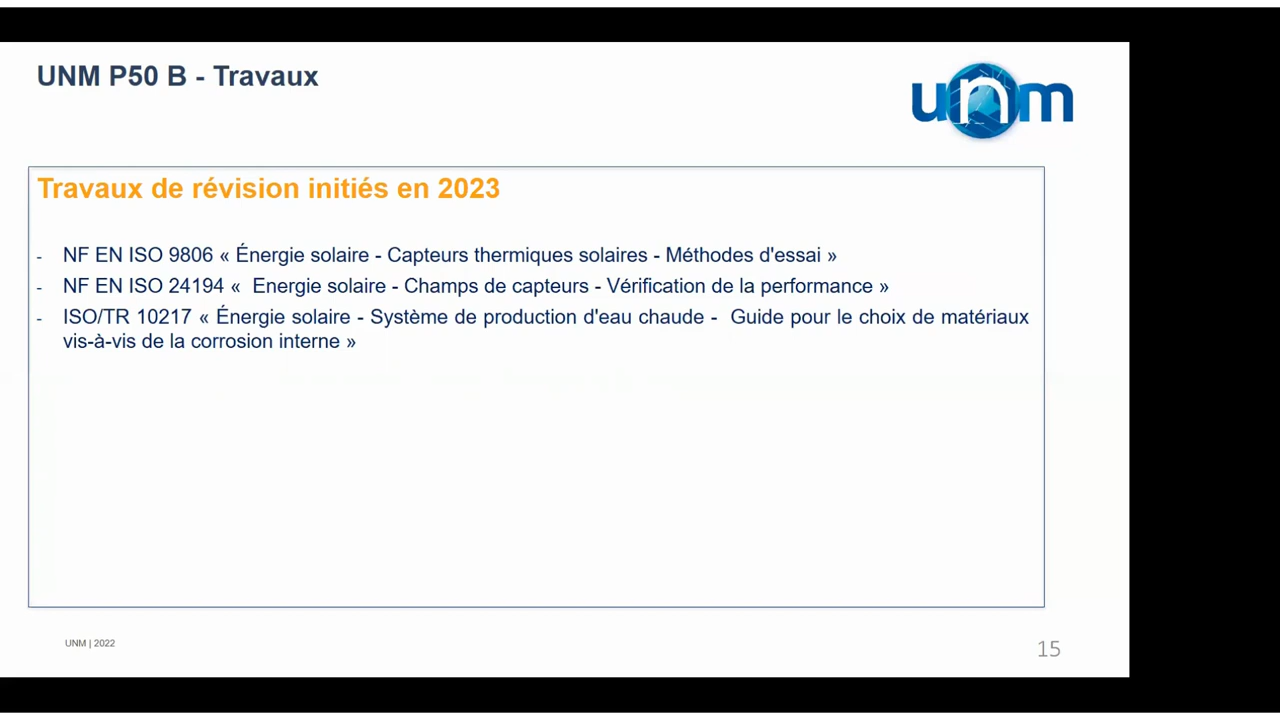 UNM P50 B - Travaux
unm
Travaux de révision initiés en 2023
- NF EN ISO 9806 « Énergie solaire - Capteurs thermiques solaires - Méthodes d'essai »
- NF EN ISO 24194 «  Energie solaire - Champs de capteurs - Vérification de la performance »
- ISO/TR 10217 « Énergie solaire - Système de production d'eau chaude -  Guide pour le choix de matériaux
vis-à-vis de la corrosion interne »
UNM | 2022
15